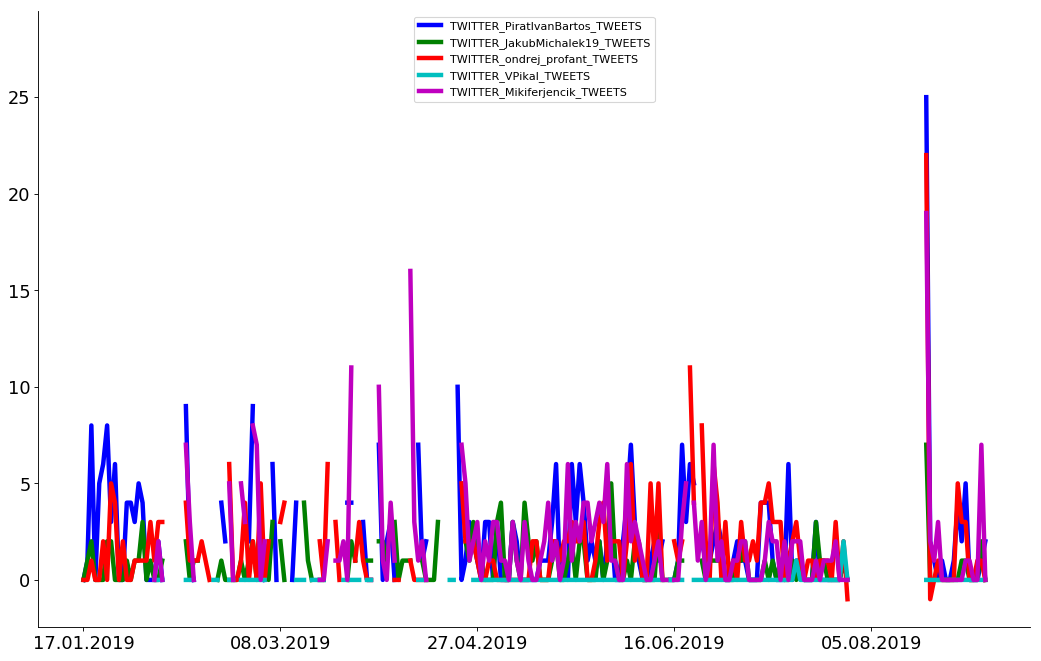 TWITTER_PiratIvanBartos_TWEETS
TWITTER_JakubMichalek19_TWEETS
TWITTER_ondrej_profant_TWEETS
TWITTER_VPikal_TWEETS
TWITTER_Mikiferjencik_TWEETS
25
20
15
10
5
0
17.01.2019 08.03.2019 27.04.2019 16.06.2019 05.08.2019